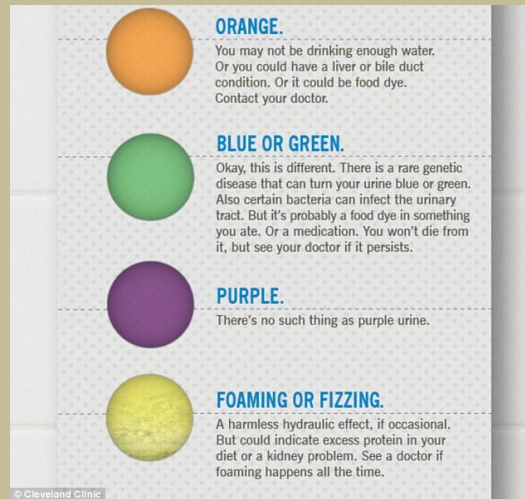 ORANGE.
You may not be drinking enough water.
Or you could have a liver or bile duct
condition. Or it could be food dye.
Contact your doctor.
BLUE OR GREEN.
Okay, this is different. There is a rare genetic
disease that can turn your urine blue or green.
Also certain bacteria can infect the urinary
tract. But it's probably a food dye in something
you ate. Or a medication. You won't die from
it, but see your doctor if it persists.
PURPLE.
There's no such thing as purple urine.
FOAMING OR FIZZING.
A harmless hydraulic effect, if occasional.
But could indicate excess protein in your
diet or a kidney problem. See a doctor if
foaming happens all the time.
© Cleveland Clinic